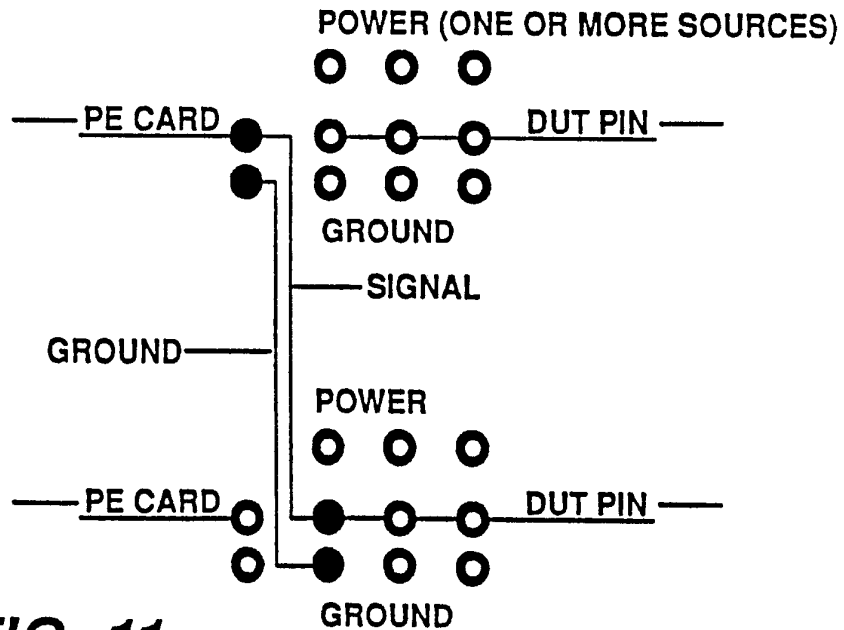 POWER (ONE OR MORE SOURCES)
PE CARD
DUT PIN
GROUND
SIGNAL
GROUND
POWER
PE CARD
DUT PIN
GROUND